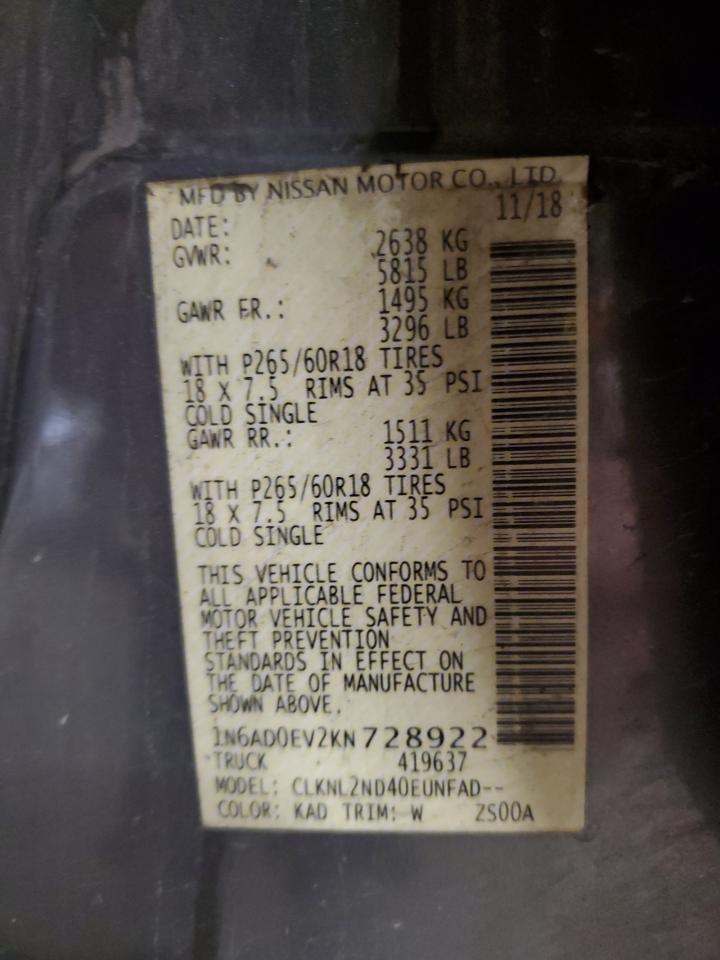 MFD BY NISSAN MOTOR CO., LTD.
DATE: 11/18
GVWR: 2638 KG
5815 LB
GAWR FR.: 1495 KG
3296 LB
WITH P265/60R18 TIRES
18 X 7.5 RIMS AT 35 PSI
COLD SINGLE
GAWR RR.: 1511 KG
3331 LB
WITH P265/60R18 TIRES
18 X 7.5 RIMS AT 35 PSI
COLD SINGLE
THIS VEHICLE CONFORMS TO
ALL APPLICABLE FEDERAL
MOTOR VEHICLE SAFETY AND
THEFT PREVENTION
STANDARDS IN EFFECT ON
THE DATE OF MANUFACTURE
SHOWN ABOVE.
1N6AD0EV2KN728922
TRUCK 419637
MODEL: CLKNL2ND40EUNFAD--
COLOR: KAD TRIM: W ZS00A